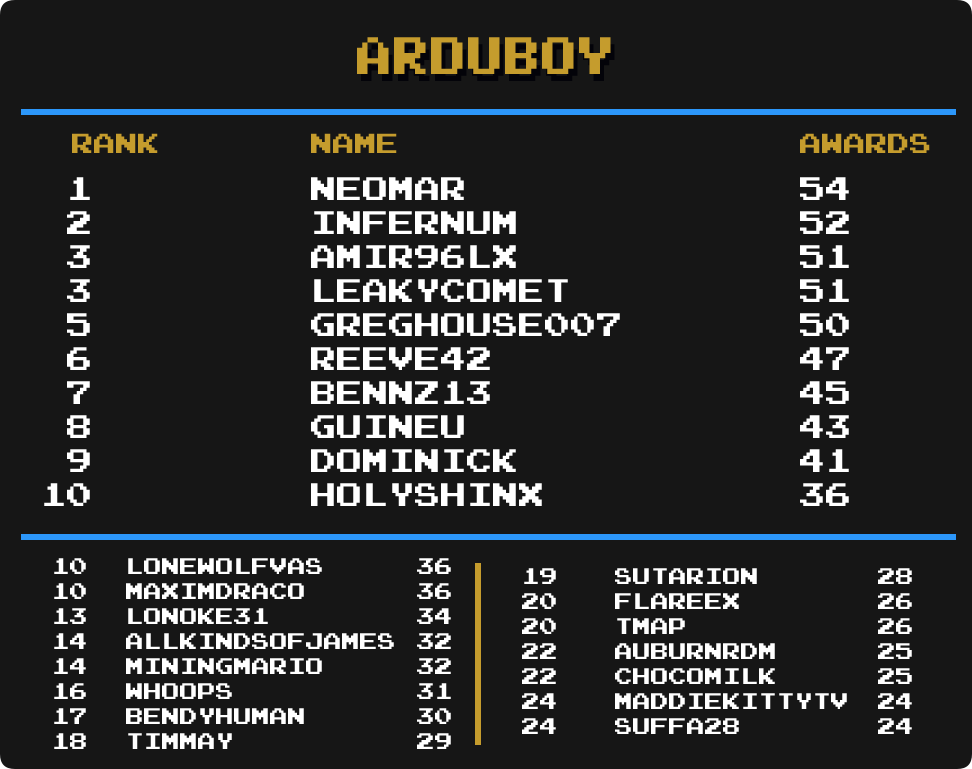 ARDUBOY
RANK NAME AWARDS
1 NEOMAR 54
2 INFERNUM 52
3 AMIR96LX 51
3 LEAKYCOMET 51
5 GREGHOUSE007 50
6 REEVE42 47
7 BENNZ13 45
8 GUINEU 43
9 DOMINICK 41
10 HOLYSHINX 36
10 LONEWOLFVAS 36
10 MAXIMDRACO 36
13 LONOKE31 34
14 ALLKINDSOFJAMES 32
14 MININGMARIO 32
16 WHOOPS 31
17 BENDYHUMAN 30
18 TIMMAY 29
19 SUTARION 28
20 FLAREEX 26
20 TMAP 26
22 AUBURNRDM 25
22 CHOCOMILK 25
24 MADDIEKITTYTV 24
24 SUFFA28 24